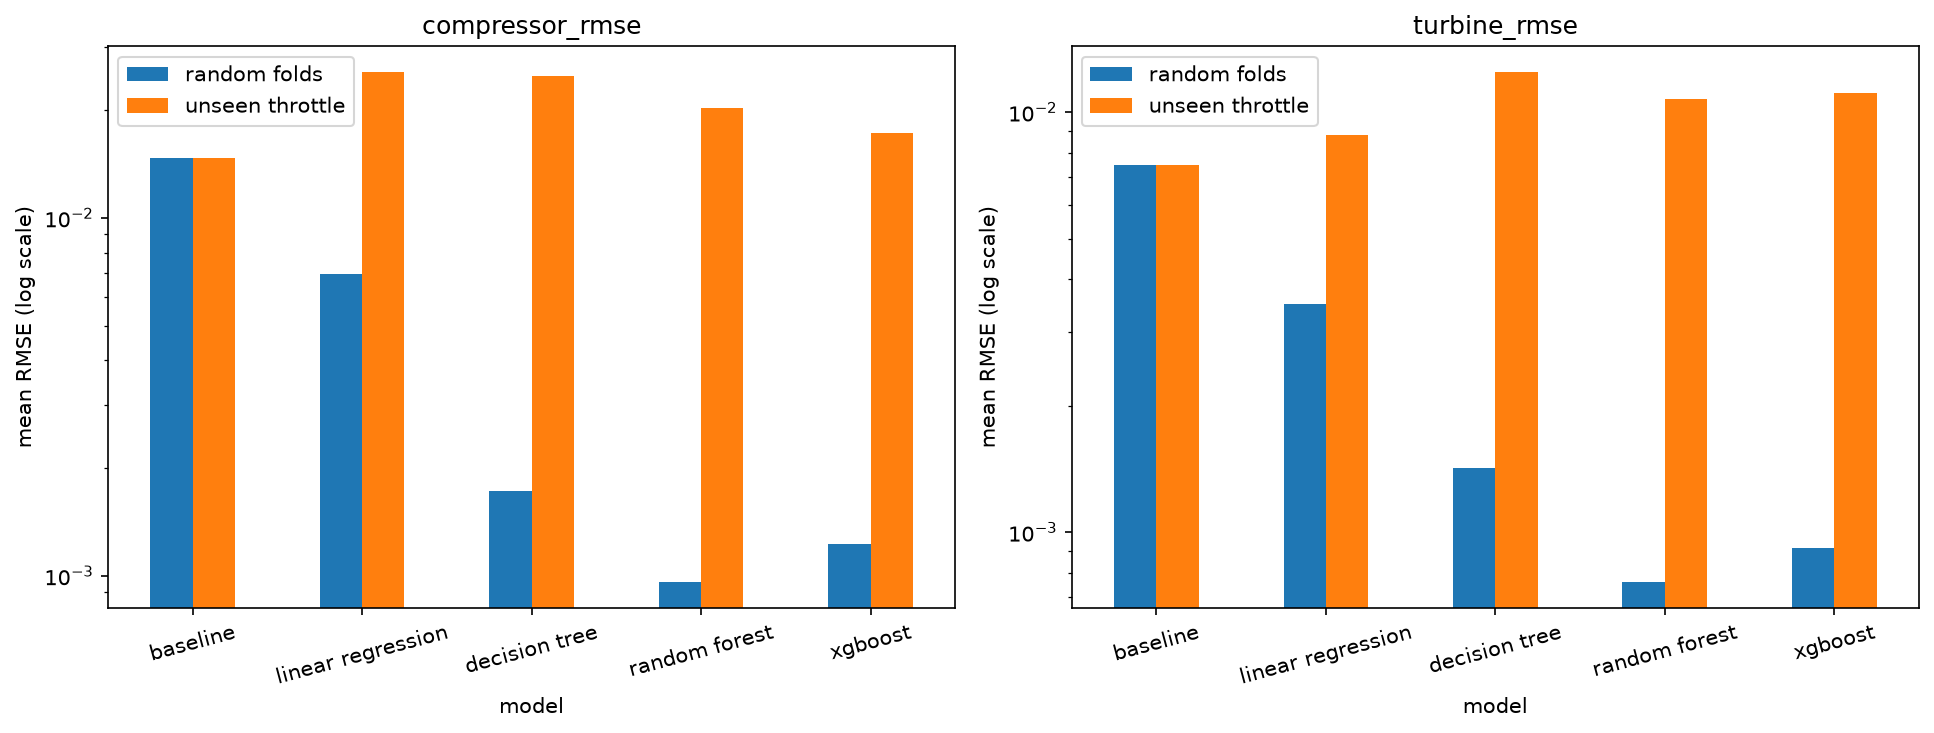 compressor_rmse
random folds
unseen throttle
mean RMSE (log scale)
10⁻²
10⁻³
baseline
linear regression
decision tree
random forest
xgboost
model
turbine_rmse
random folds
unseen throttle
mean RMSE (log scale)
10⁻²
10⁻³
baseline
linear regression
decision tree
random forest
xgboost
model